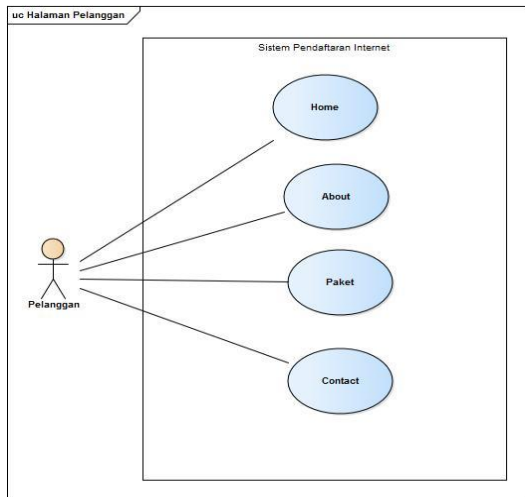 uc Halaman Pelanggan
Sistem Pendaftaran Internet
Home
About
Paket
Pelanggan
Contact